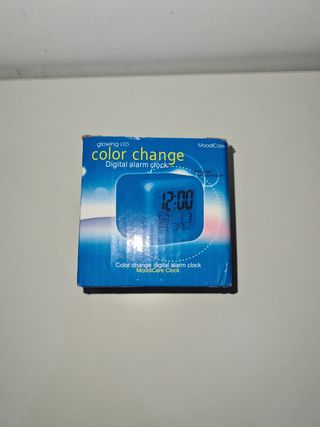 glowing LED
MoodiCare
color change
Digital alarm clock
12:00
Color change digital alarm clock
MoodiCare Clock